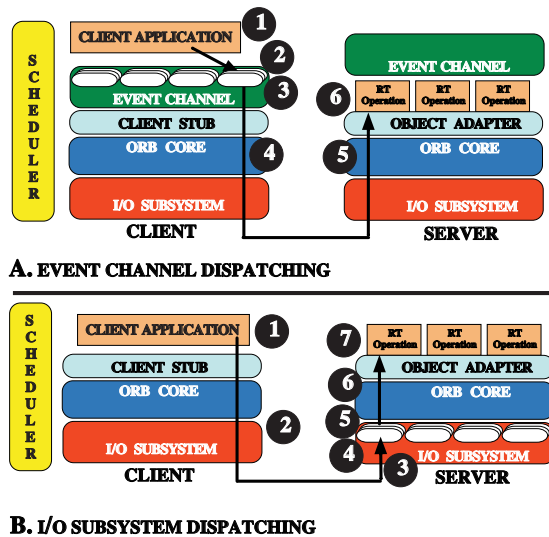 SCHEDULER
CLIENT APPLICATION
1
2
EVENT CHANNEL
3
CLIENT STUB
ORB CORE
4
I/O SUBSYSTEM
CLIENT
EVENT CHANNEL
6
RT Operation
RT Operation
RT Operation
OBJECT ADAPTER
5
ORB CORE
I/O SUBSYSTEM
SERVER
A. EVENT CHANNEL DISPATCHING
SCHEDULER
CLIENT APPLICATION
1
CLIENT STUB
ORB CORE
2
I/O SUBSYSTEM
CLIENT
7
RT Operation
RT Operation
RT Operation
OBJECT ADAPTER
6
ORB CORE
5
4
I/O SUBSYSTEM
3
SERVER
B. I/O SUBSYSTEM DISPATCHING